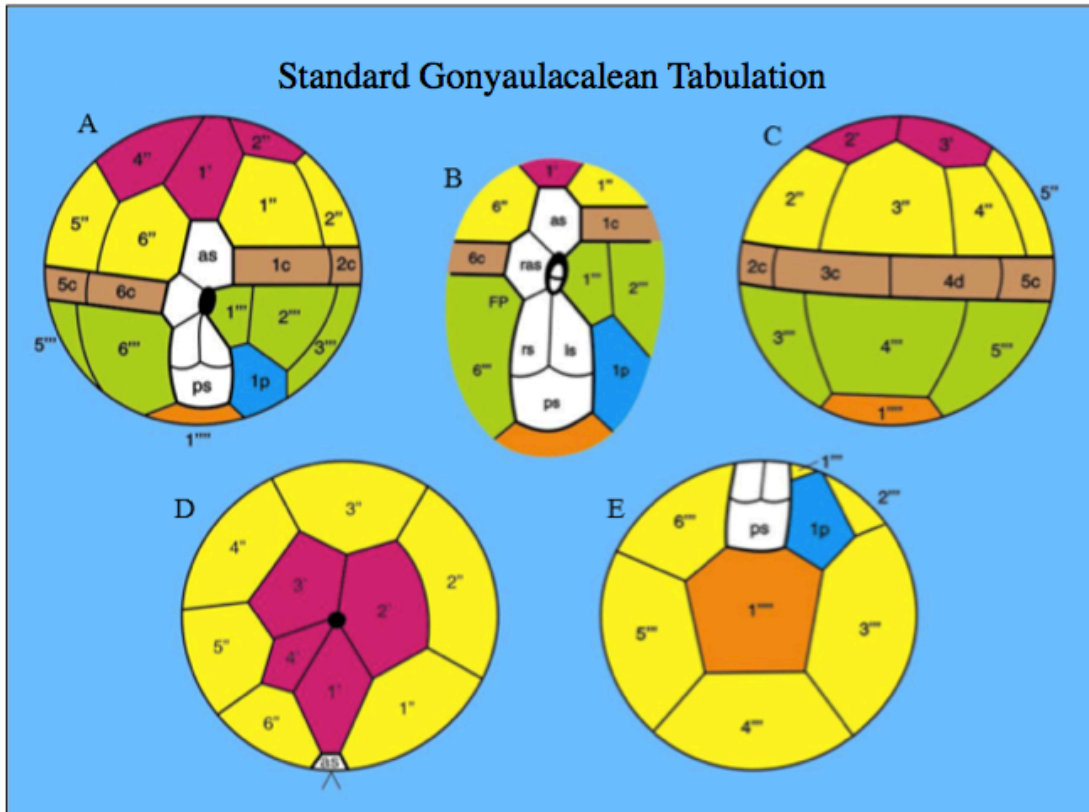 Standard Gonyaulacalean Tabulation
A
4"
1'
2"
5"
6"
1"
2"
as
5c
6c
1c
2c
5'''
6'''
1'''
2'''
3'''
ps
1p
1''''
B
1'
6"
as
1"
1c
6c
ras
FP
1'''
2'''
6'''
rs
ls
1p
ps
C
2'
3'
2"
3"
4"
5"
2c
3c
4d
5c
3'''
4'''
5'''
1''''
D
3"
4"
3'
2'
2"
5"
4'
1'
6"
1"
as
E
1'''
2'''
6'''
ps
1p
5'''
1''''
3'''
4'''